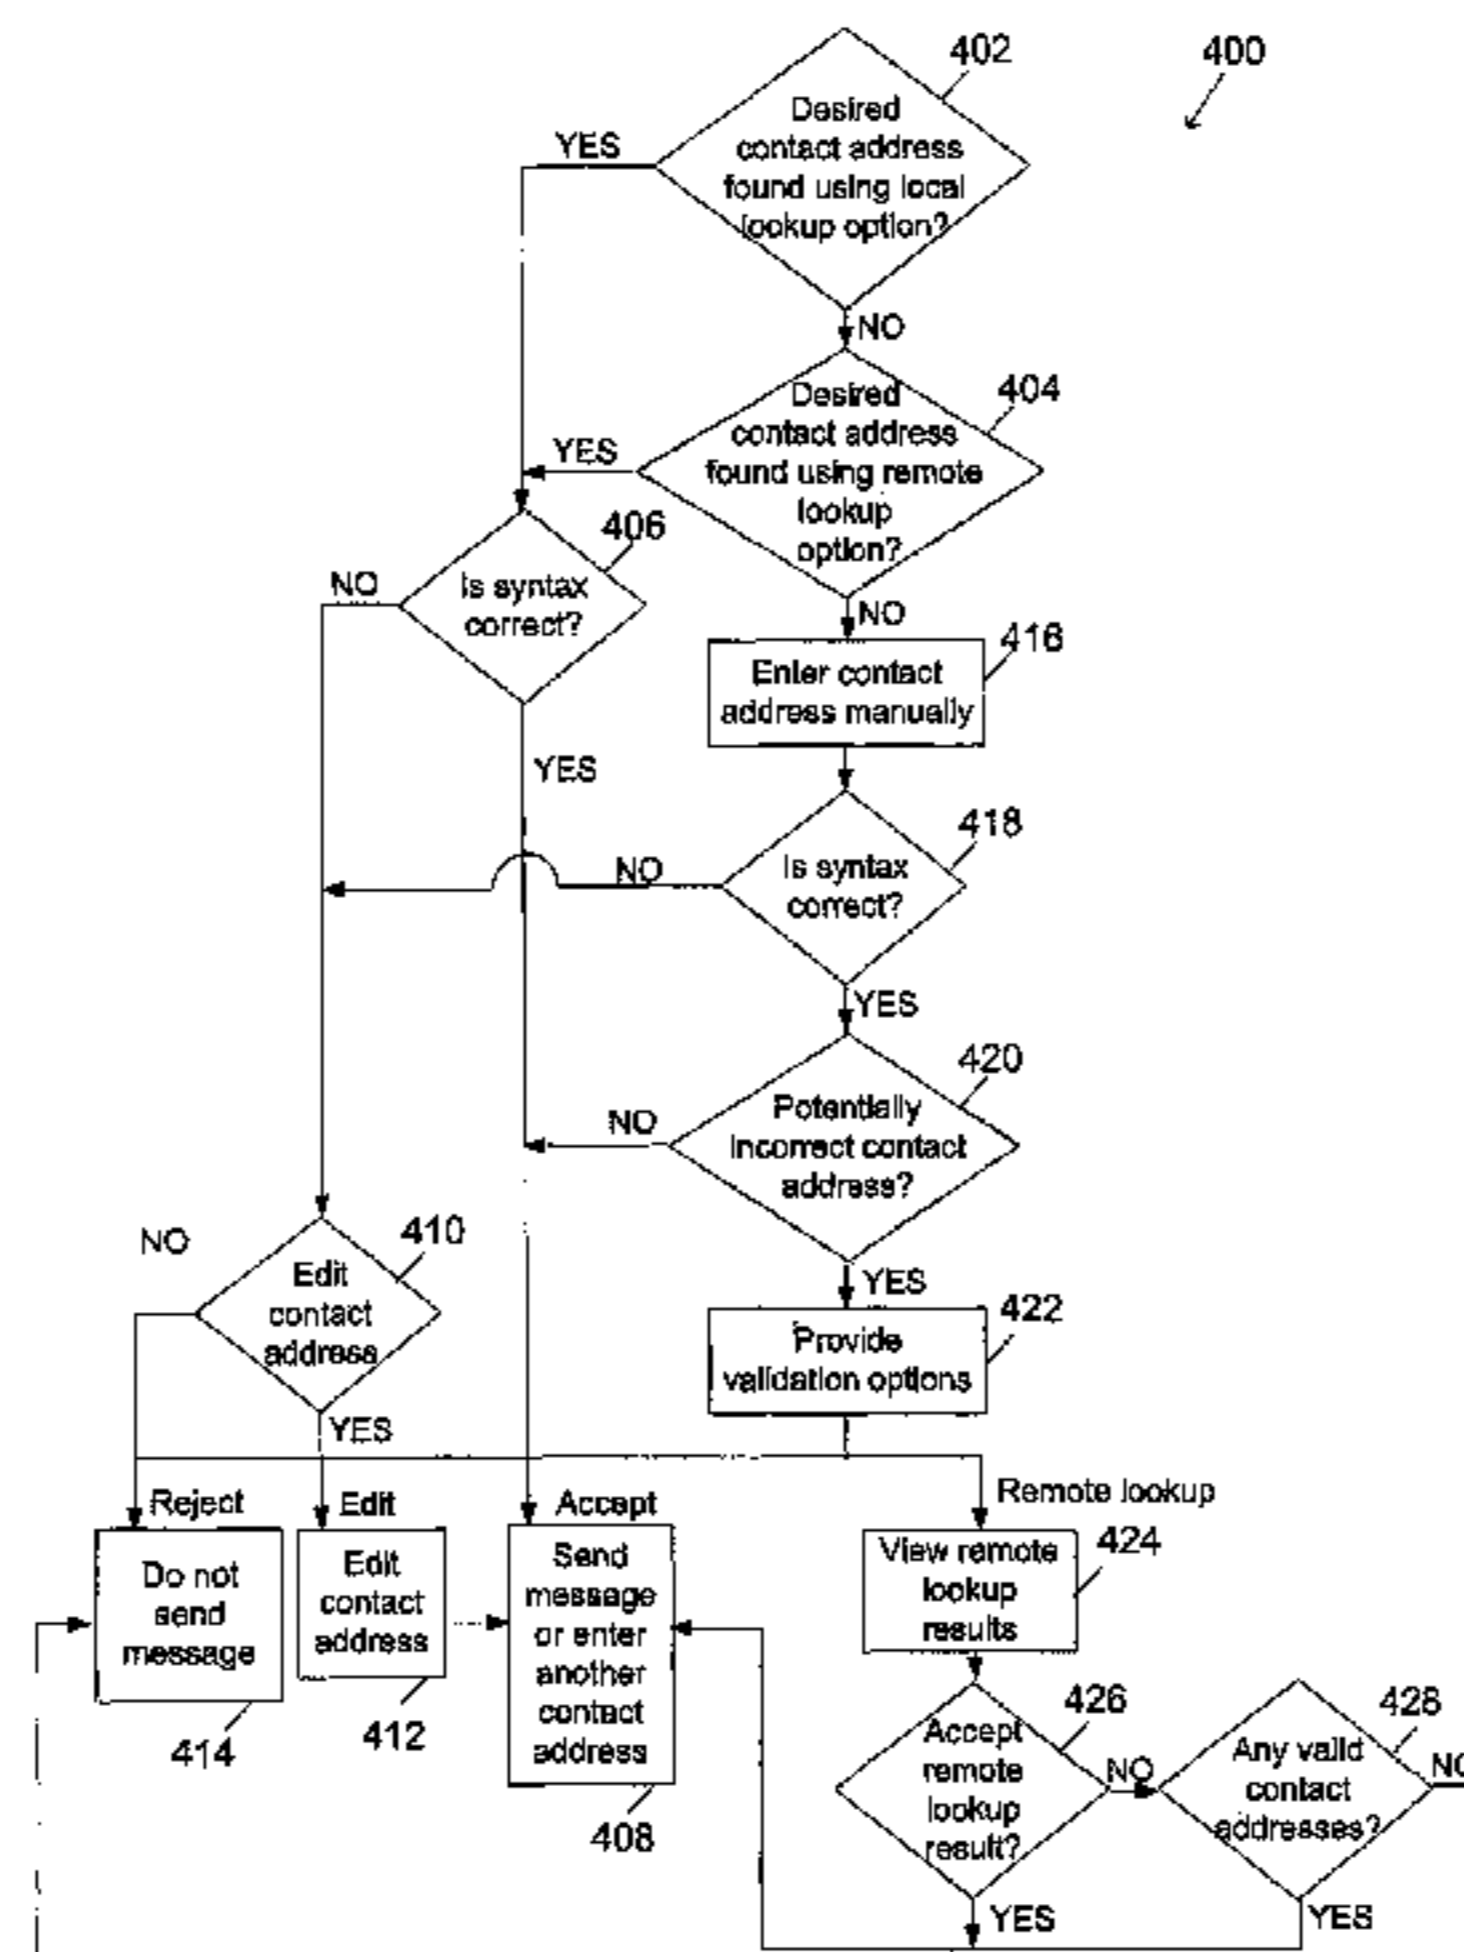 402
400
Desired
contact address
found using local
lookup option?
YES
NO
404
Desired
contact address
found using remote
lookup
option?
YES
406
Is syntax
correct?
NO
NO
416
Enter contact
address manually
YES
418
Is syntax
correct?
NO
YES
420
Potentially
incorrect contact
address?
NO
410
NO
Edit
contact
address
YES
422
Provide
validation options
YES
Reject
Edit
Accept
Remote lookup
Do not
send
message
414
Edit
contact
address
412
Send
message
or enter
another
contact
address
408
View remote
lookup
results
424
426
Accept
remote
lookup
result?
NO
428
Any valid
contact
addresses?
NO
YES
YES